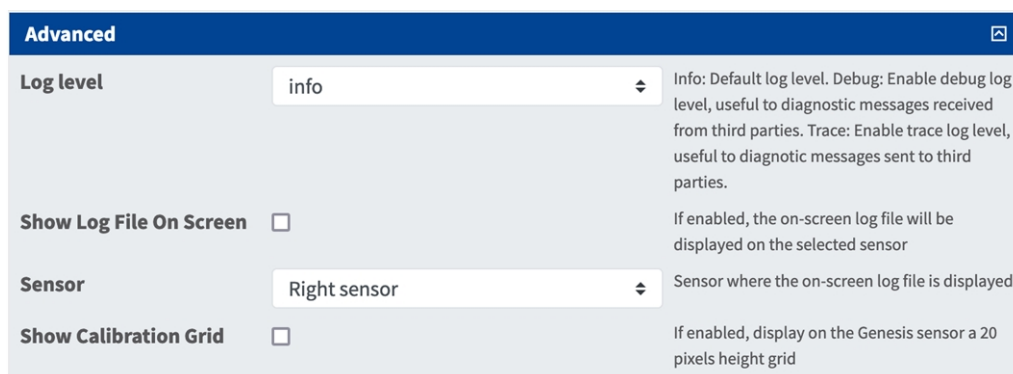 Advanced
Log level
info
Info: Default log level. Debug: Enable debug log
level, useful to diagnostic messages received
from third parties. Trace: Enable trace log level,
useful to diagnotic messages sent to third
parties.
Show Log File On Screen
If enabled, the on-screen log file will be
displayed on the selected sensor
Sensor
Right sensor
Sensor where the on-screen log file is displayed
Show Calibration Grid
If enabled, display on the Genesis sensor a 20
pixels height grid